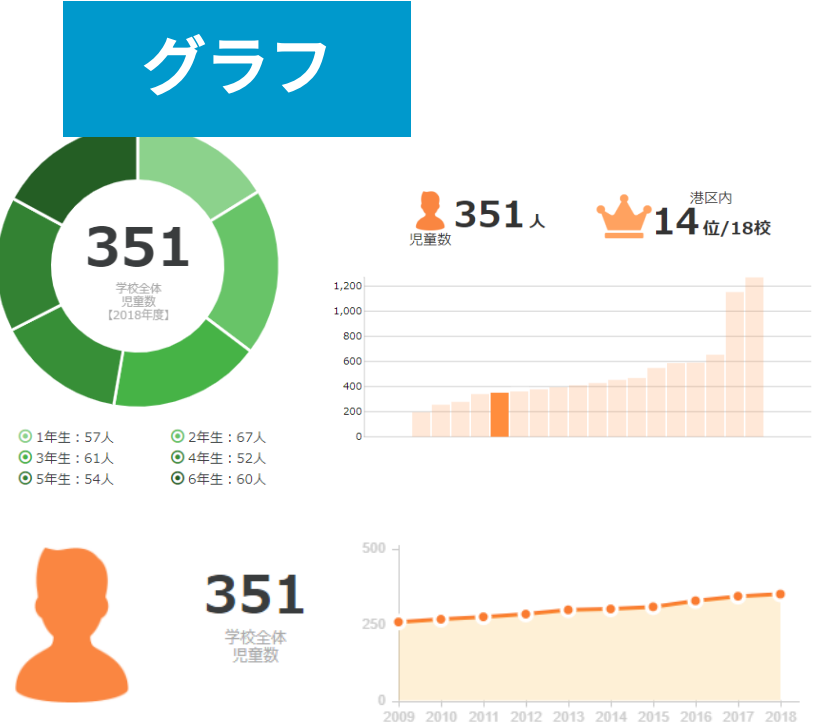 グラフ
351
学校全体
児童数
【2018年度】
1年生：57人
2年生：67人
3年生：61人
4年生：52人
5年生：54人
6年生：60人
351人
児童数
港区内
14位/18校
1,200
1,000
800
600
400
200
0
351
学校全体
児童数
500
250
0
2009 2010 2011 2012 2013 2014 2015 2016 2017 2018